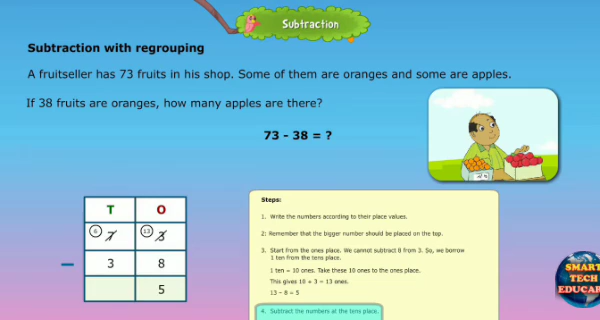 Subtraction
Subtraction with regrouping
A fruitseller has 73 fruits in his shop. Some of them are oranges and some are apples.
If 38 fruits are oranges, how many apples are there?
73 - 38 = ?
T O
6 7 13 3
- 3 8
5
Steps:
1. Write the numbers according to their place values.
2: Remember that the bigger number should be placed on the top.
3. Start from the ones place. We cannot subtract 8 from 3. So, we borrow
1 ten from the tens place.
1 ten = 10 ones. Take these 10 ones to the ones place.
This gives 10 + 3 = 13 ones.
13 - 8 = 5
4. Subtract the numbers at the tens place.
SMART
TECH